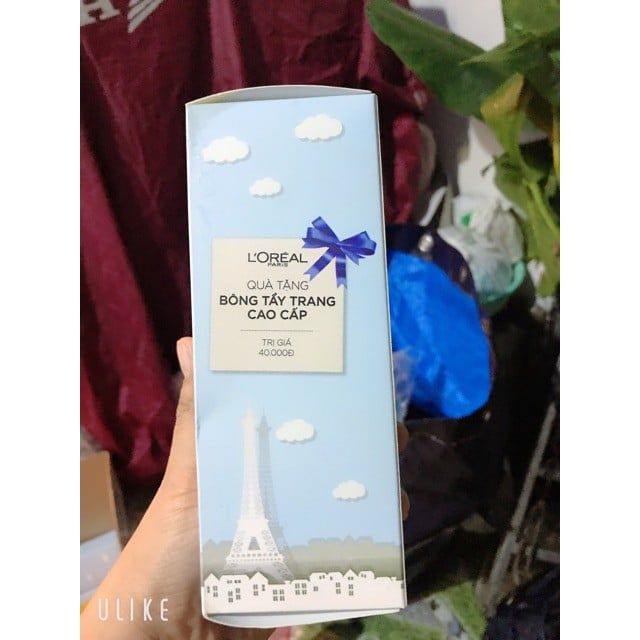 H
L'ORÉAL
PARIS
QUÀ TẶNG
BÔNG TẨY TRANG
CAO CẤP
TRỊ GIÁ
40.000Đ
ULIKE